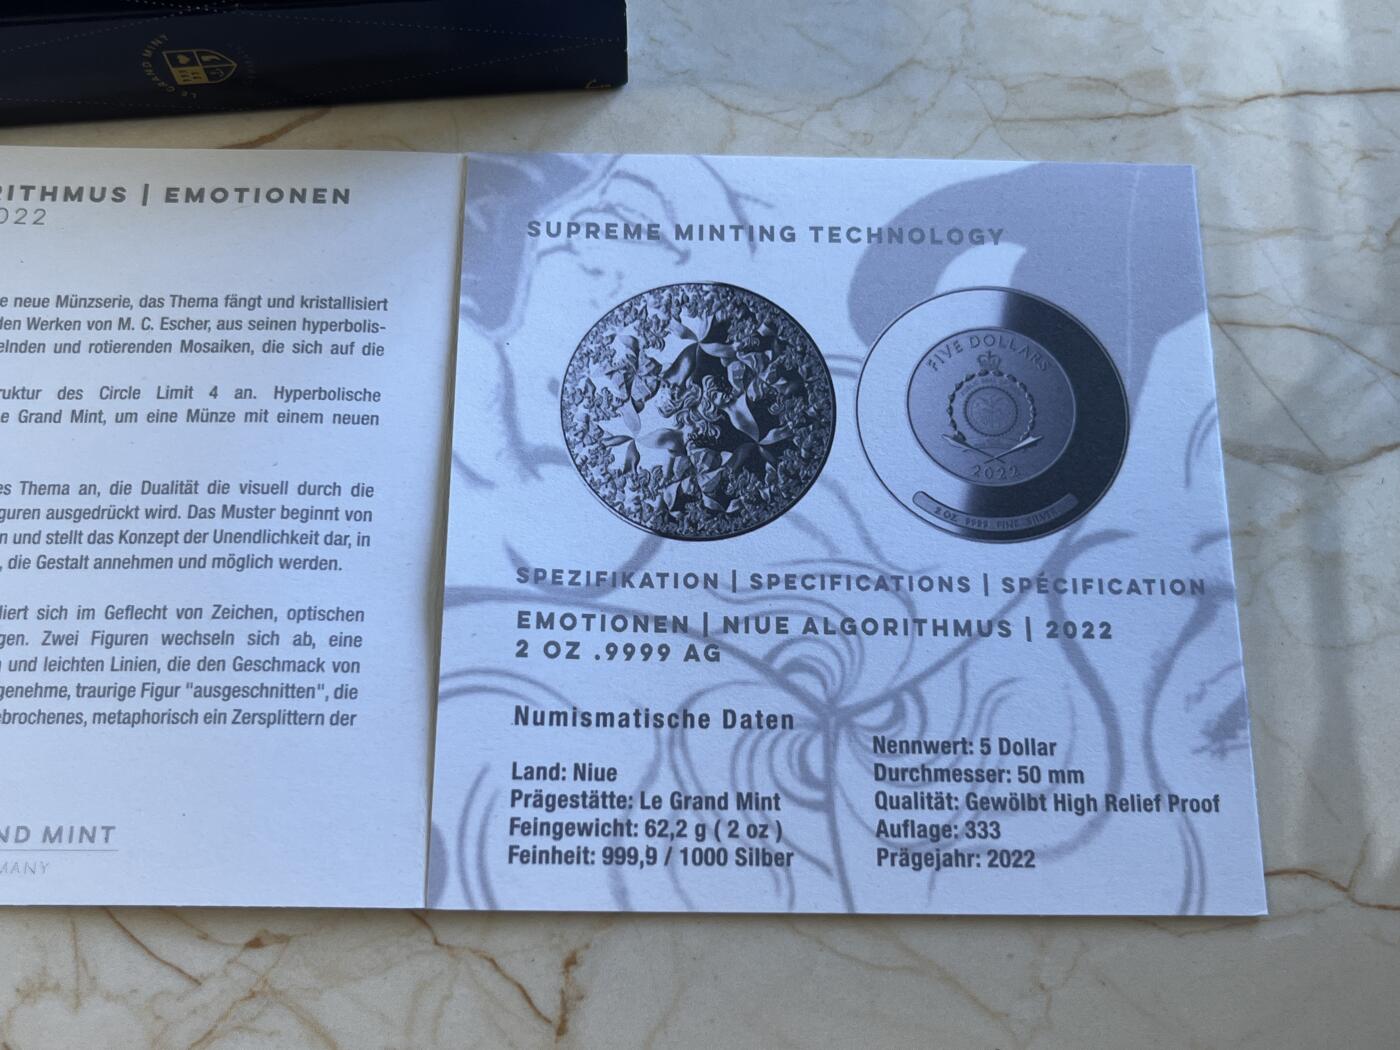 LE GRAND MINT
RITHMUS | EMOTIONEN
2022
e neue Münzserie, das Thema fängt und kristallisiert
den Werken von M. C. Escher, aus seinen hyperbolis-
elnden und rotierenden Mosaiken, die sich auf die
ruktur des Circle Limit 4 an. Hyperbolische
e Grand Mint, um eine Münze mit einem neuen
es Thema an, die Dualität die visuell durch die
guren ausgedrückt wird. Das Muster beginnt von
n und stellt das Konzept der Unendlichkeit dar, in
, die Gestalt annehmen und möglich werden.
liert sich im Geflecht von Zeichen, optischen
gen. Zwei Figuren wechseln sich ab, eine
und leichten Linien, die den Geschmack von
genehme, traurige Figur "ausgeschnitten", die
ebrochenes, metaphorisch ein Zersplittern der
ND MINT
MANY
SUPREME MINTING TECHNOLOGY
FIVE DOLLARS
2022
2 OZ. 9999 FINE SILVER
SPEZIFIKATION | SPECIFICATIONS | SPÉCIFICATION
EMOTIONEN | NIUE ALGORITHMUS | 2022
2 OZ .9999 AG
Numismatische Daten
Land: Niue
Prägestätte: Le Grand Mint
Feingewicht: 62,2 g ( 2 oz )
Feinheit: 999,9 / 1000 Silber
Nennwert: 5 Dollar
Durchmesser: 50 mm
Qualität: Gewölbt High Relief Proof
Auflage: 333
Prägejahr: 2022